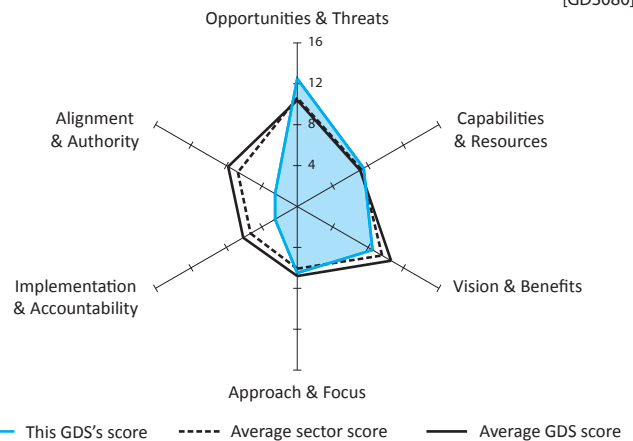 [GDS080]
Opportunities & Threats
16
12
8
4
Alignment
& Authority
Capabilities
& Resources
Implementation
& Accountability
Vision & Benefits
Approach & Focus
This GDS's score
Average sector score
Average GDS score